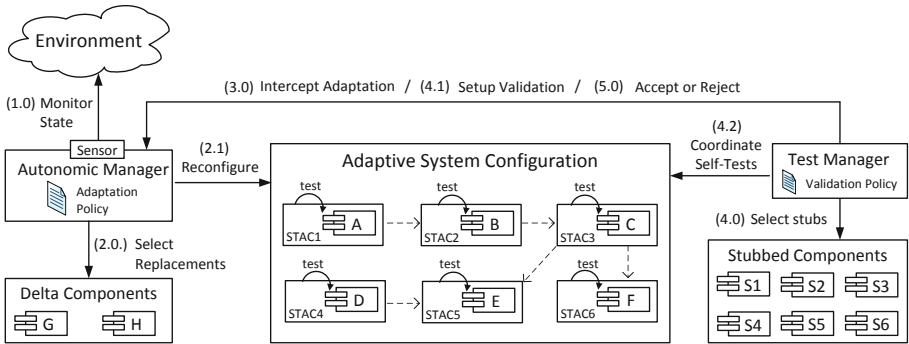 Environment
(3.0) Intercept Adaptation / (4.1) Setup Validation / (5.0) Accept or Reject
(1.0) Monitor
State
Sensor
Autonomic Manager
Adaptation
Policy
(2.1)
Reconfigure
Adaptive System Configuration
(4.2)
Coordinate
Self-Tests
Test Manager
Validation Policy
test
test
test
A
B
C
STAC1
STAC2
STAC3
(2.0.) Select
Replacements
(4.0) Select stubs
Delta Components
G
H
test
test
test
D
E
F
STAC4
STAC5
STAC6
Stubbed Components
S1
S2
S3
S4
S5
S6